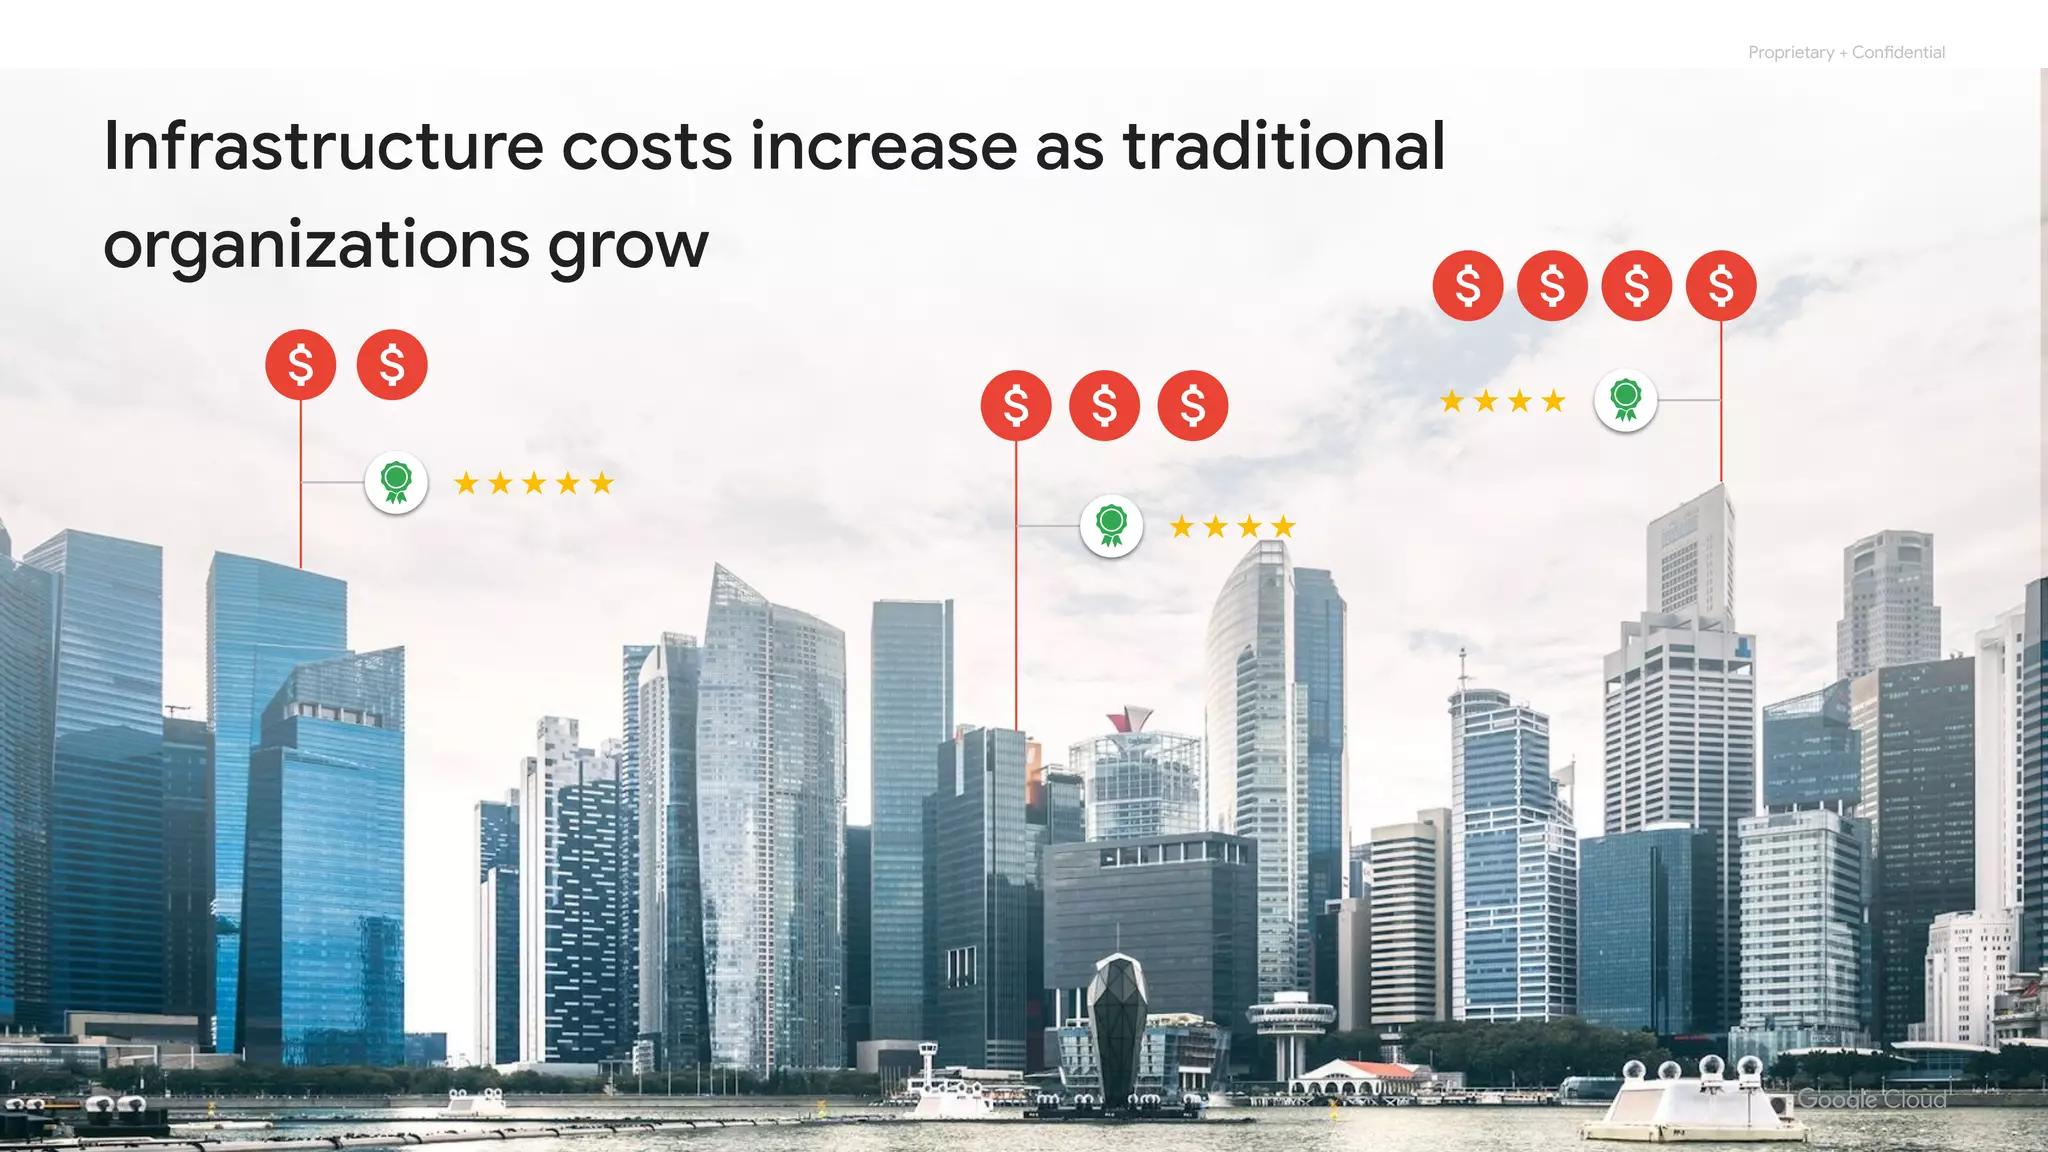 Proprietary + Confidential
Infrastructure costs increase as traditional
organizations grow
$ $ $ $
$ $
$ $ $
Google Cloud